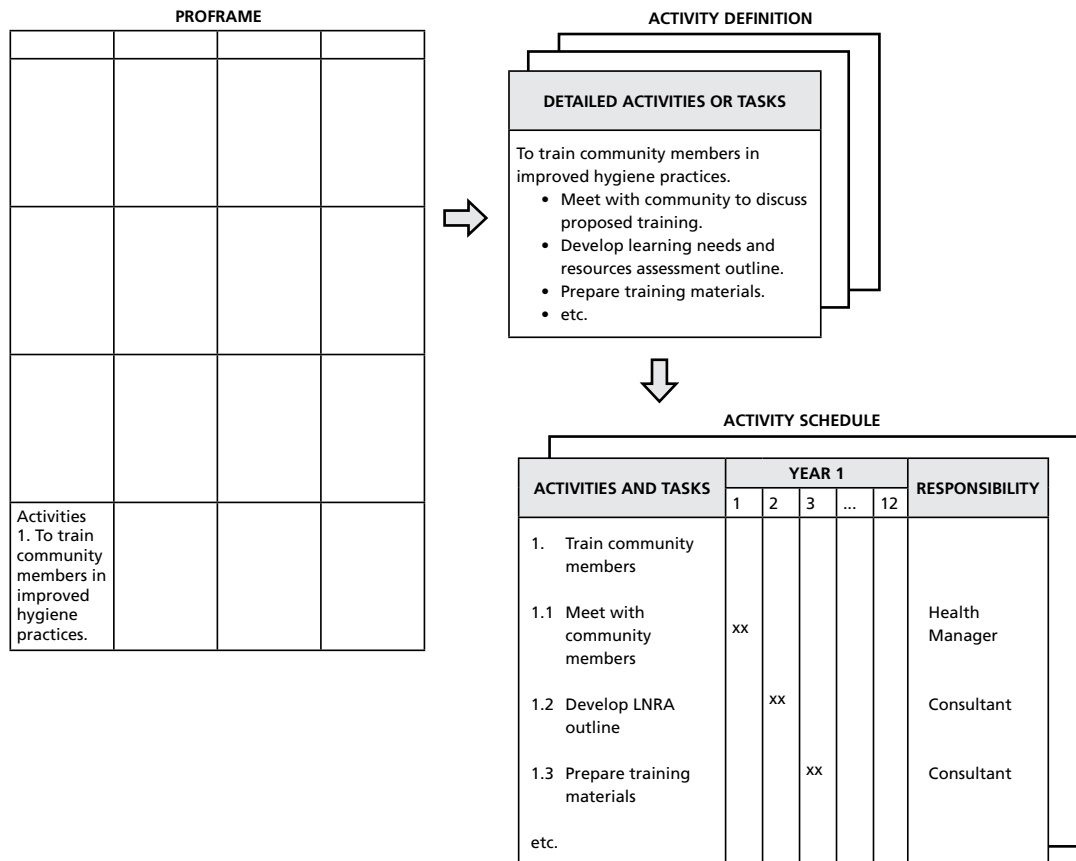 PROFRAME
Activities
1. To train
community
members in
improved
hygiene
practices.
ACTIVITY DEFINITION
DETAILED ACTIVITIES OR TASKS
To train community members in
improved hygiene practices.
• Meet with community to discuss
proposed training.
• Develop learning needs and
resources assessment outline.
• Prepare training materials.
• etc.
ACTIVITY SCHEDULE
ACTIVITIES AND TASKS YEAR 1 RESPONSIBILITY
1 2 3 ... 12
1. Train community
members
1.1 Meet with Health
community xx Manager
members
1.2 Develop LNRA xx Consultant
outline
1.3 Prepare training xx Consultant
materials
etc.